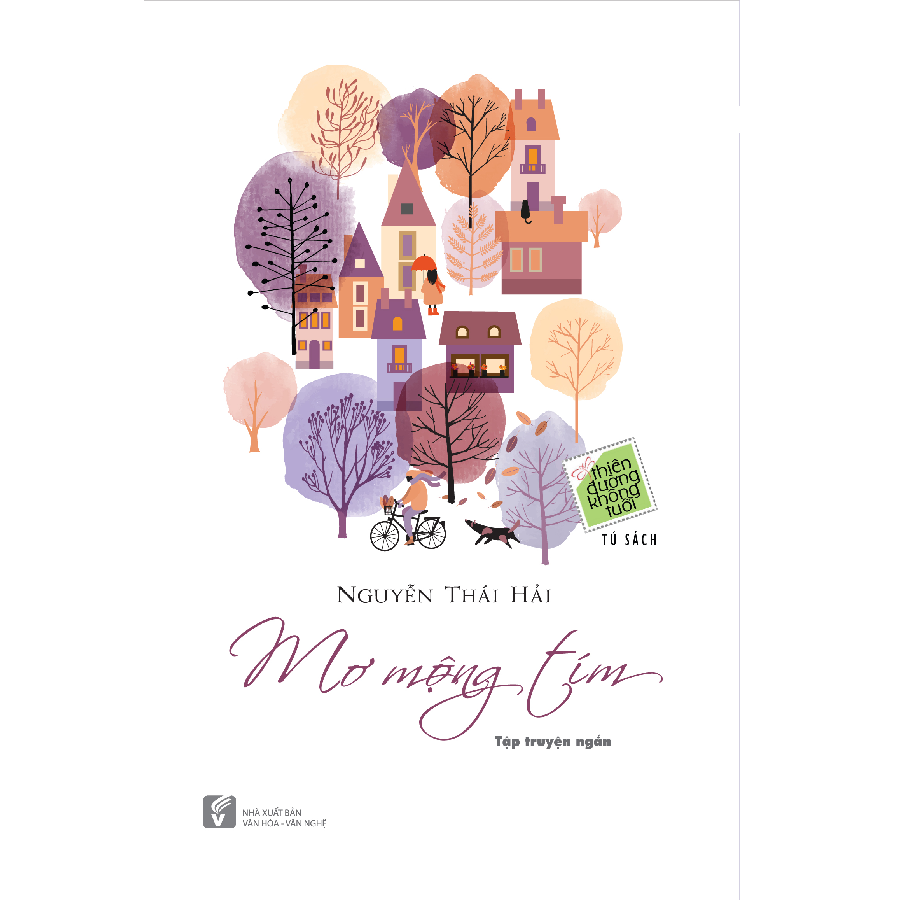 thiên
đường
không
tuổi
TỦ SÁCH
NGUYỄN THÁI HẢI
Mơ mộng tím
Tập truyện ngắn
NHÀ XUẤT BẢN
VĂN HÓA - VĂN NGHỆ